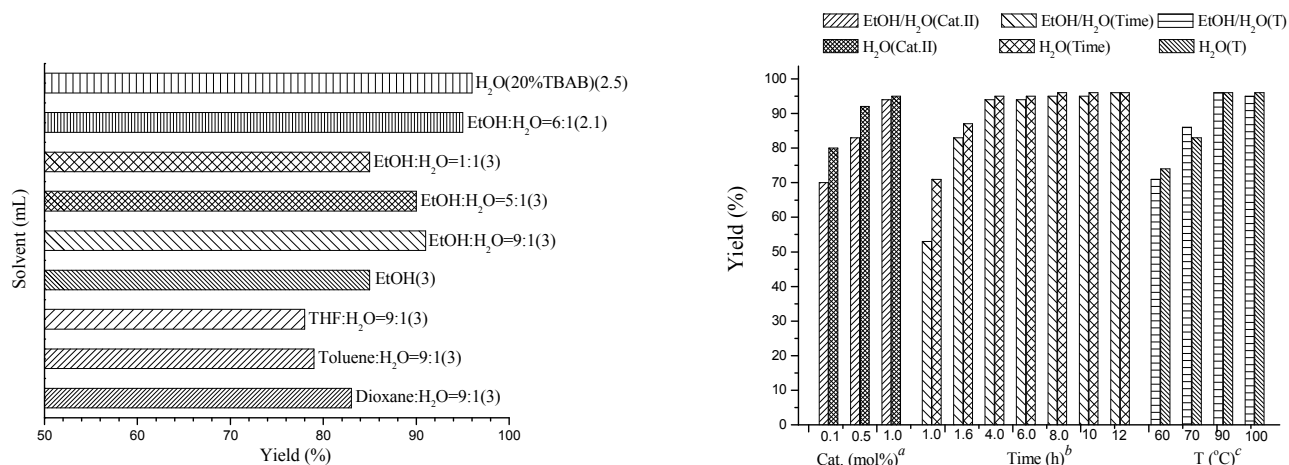 H₂O(20%TBAB)(2.5)
EtOH:H₂O=6:1(2.1)
EtOH:H₂O=1:1(3)
EtOH:H₂O=5:1(3)
EtOH:H₂O=9:1(3)
EtOH(3)
THF:H₂O=9:1(3)
Toluene:H₂O=9:1(3)
Dioxane:H₂O=9:1(3)
Solvent (mL)
50 60 70 80 90 100
Yield (%)
EtOH/H₂O(Cat.II) EtOH/H₂O(Time) EtOH/H₂O(T)
H₂O(Cat.II) H₂O(Time) H₂O(T)
100
90
80
70
60
50
40
30
20
10
0
Yield (%)
0.1 0.5 1.0 1.0 1.6 4.0 6.0 8.0 10 12 60 70 90 100
Cat. (mol%)ᵃ Time (h)ᵇ T (°C)ᶜ